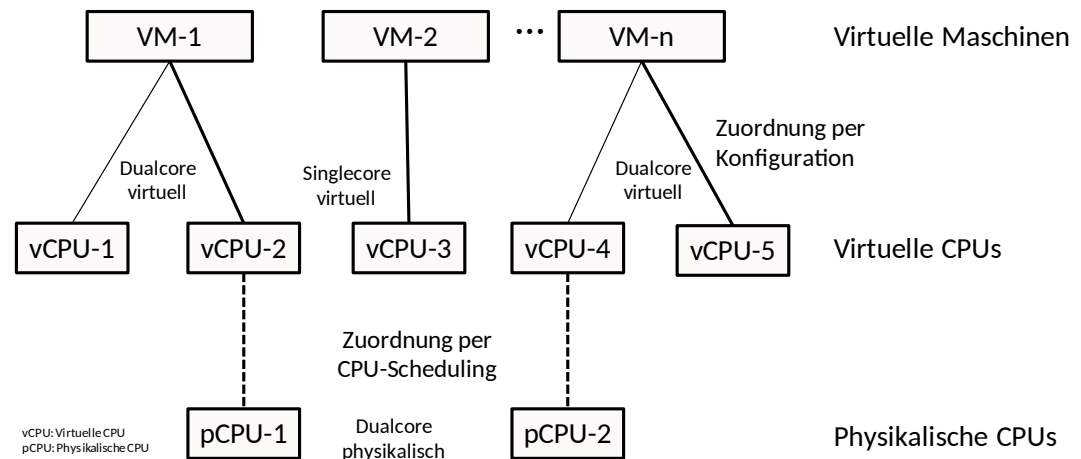 VM-1
VM-2
...
VM-n
Virtuelle Maschinen
Zuordnung per
Konfiguration
Dualcore
virtuell
Singlecore
virtuell
Dualcore
virtuell
vCPU-1
vCPU-2
vCPU-3
vCPU-4
vCPU-5
Virtuelle CPUs
Zuordnung per
CPU-Scheduling
vCPU: Virtuelle CPU
pCPU: Physikalische CPU
pCPU-1
Dualcore
physikalisch
pCPU-2
Physikalische CPUs